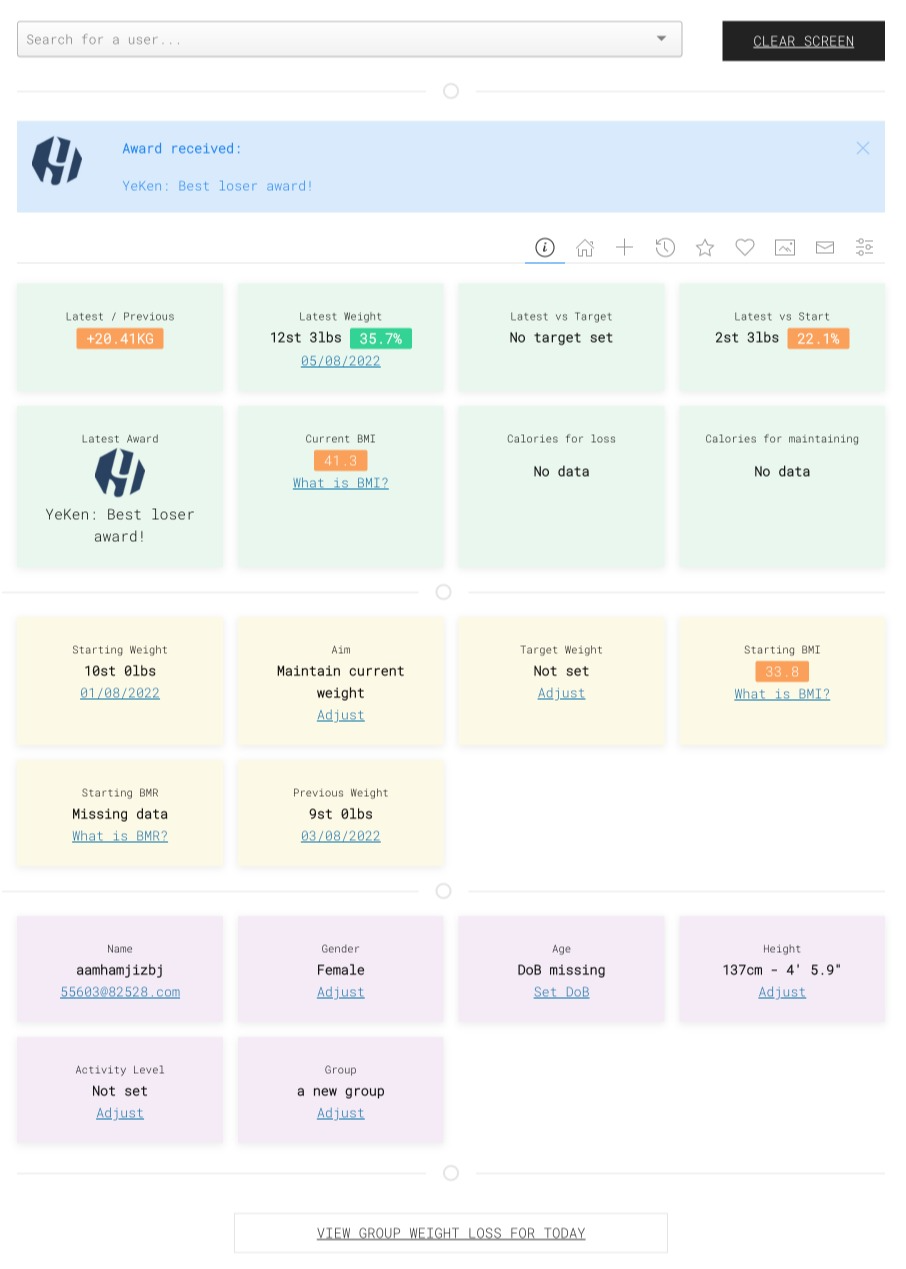 Search for a user...
CLEAR SCREEN
Award received:
YeKen: Best loser award!
Latest / Previous
+20.41KG
Latest Weight
12st 3lbs 35.7%
05/08/2022
Latest vs Target
No target set
Latest vs Start
2st 3lbs 22.1%
Latest Award
YeKen: Best loser
award!
Current BMI
41.3
What is BMI?
Calories for loss
No data
Calories for maintaining
No data
Starting Weight
10st 0lbs
01/08/2022
Aim
Maintain current
weight
Adjust
Target Weight
Not set
Adjust
Starting BMI
33.8
What is BMI?
Starting BMR
Missing data
What is BMR?
Previous Weight
9st 0lbs
03/08/2022
Name
aamhamjizbj
55603@82528.com
Gender
Female
Adjust
Age
DoB missing
Set DoB
Height
137cm - 4' 5.9"
Adjust
Activity Level
Not set
Adjust
Group
a new group
Adjust
VIEW GROUP WEIGHT LOSS FOR TODAY